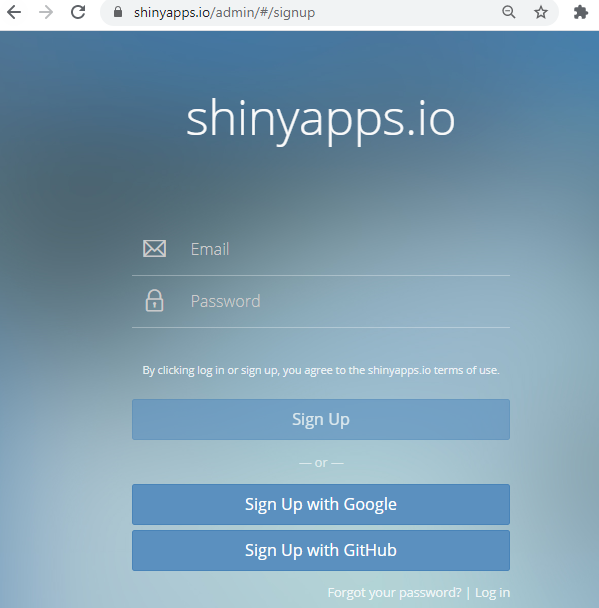 shinyapps.io/admin/#/signup
shinyapps.io
Email
Password
By clicking log in or sign up, you agree to the shinyapps.io terms of use.
Sign Up
— or —
Sign Up with Google
Sign Up with GitHub
Forgot your password? | Log in